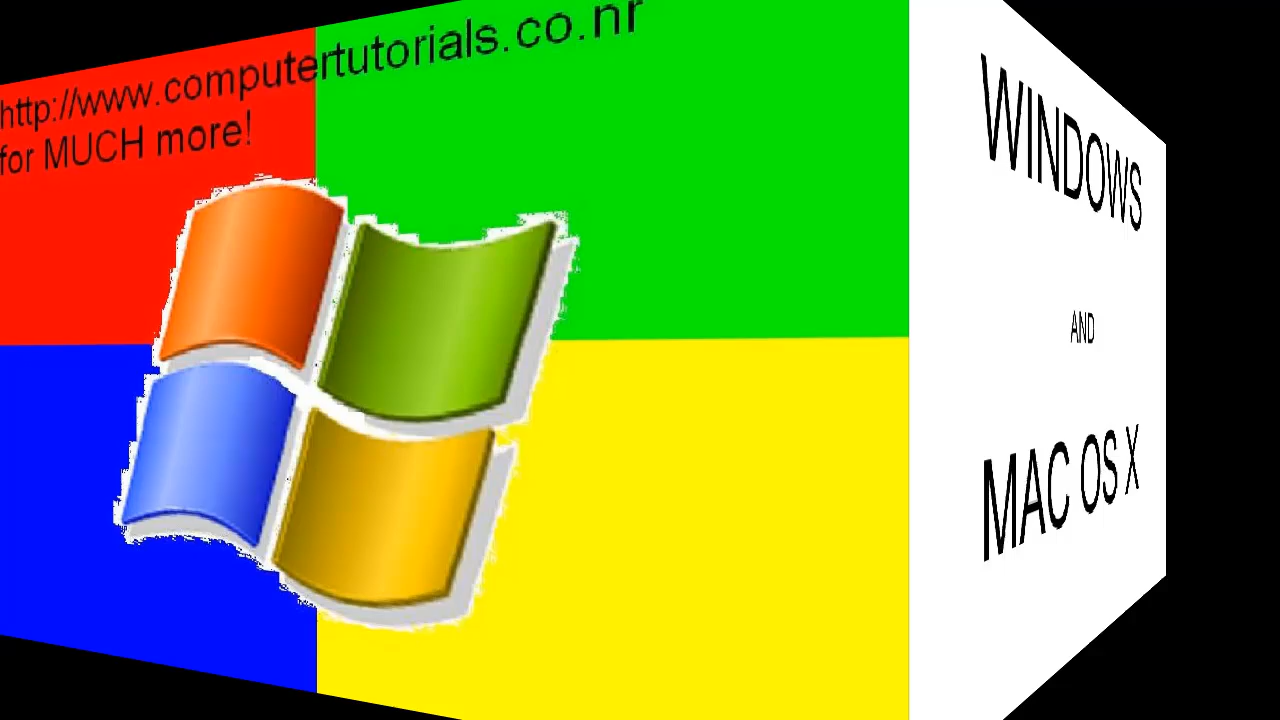 http://www.computertutorials.co.nr
for MUCH more!
WINDOWS
AND
MAC OS X